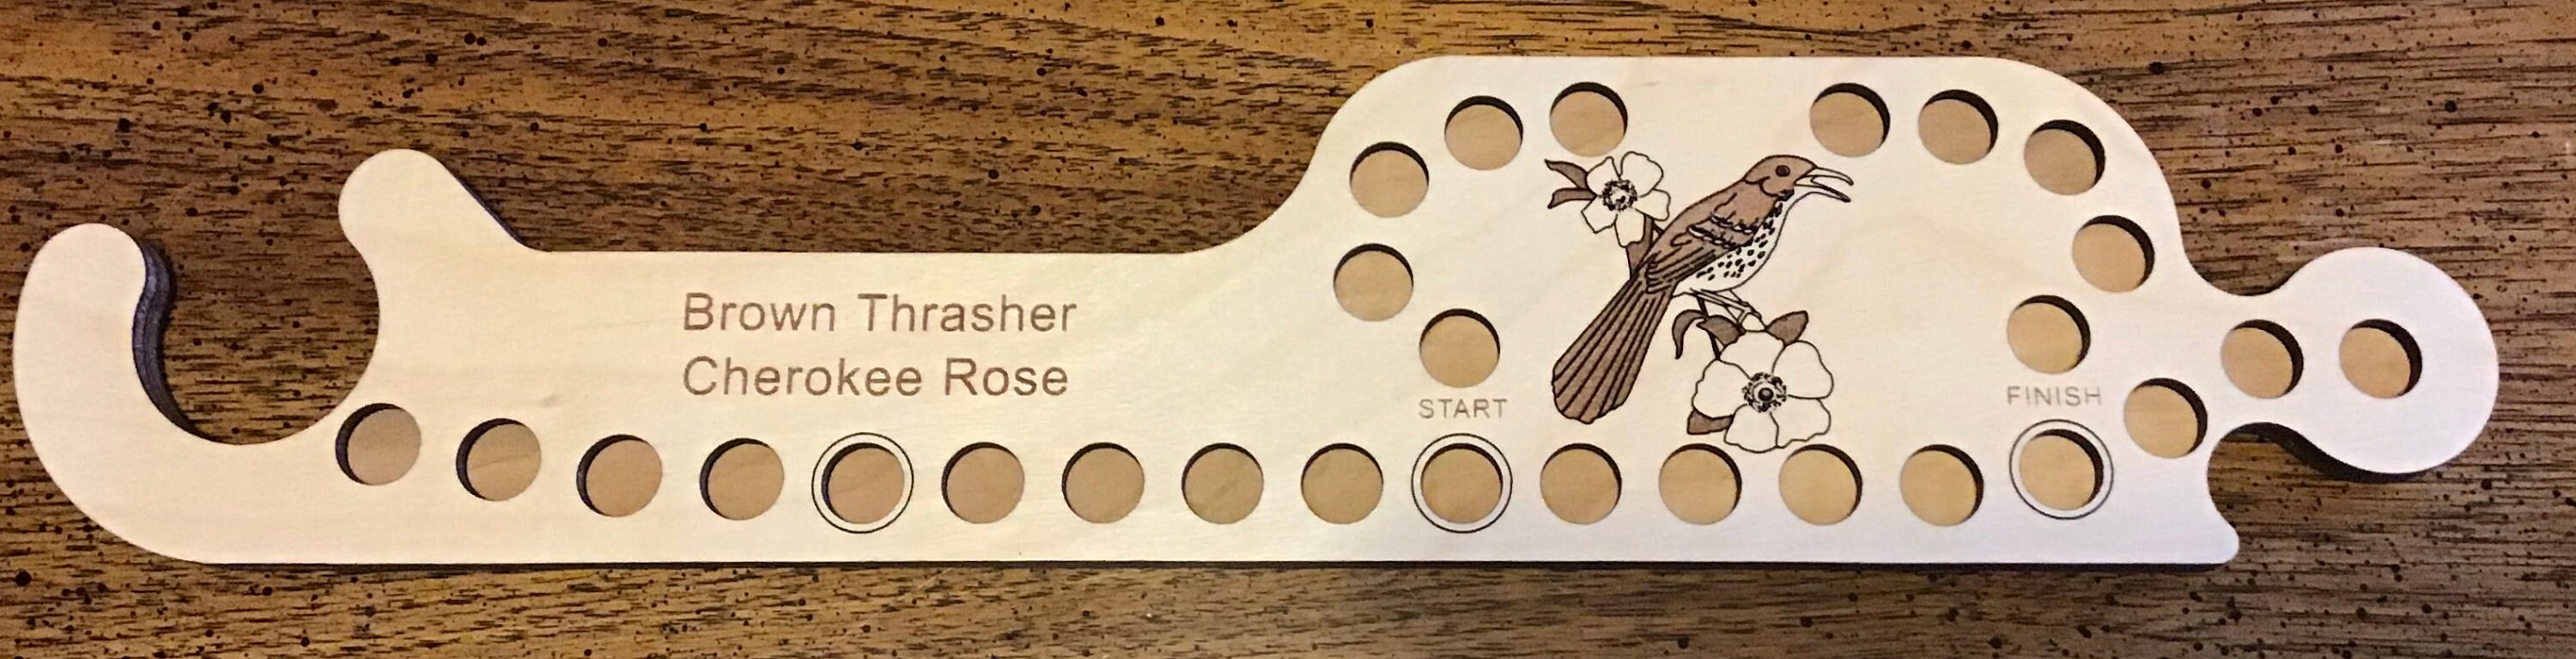 Brown Thrasher
Cherokee Rose
START
FINISH